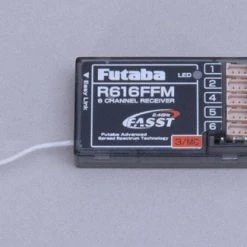 Futaba
LED
R616FFM
6 CHANNEL RECEIVER
Easy Link
2.4GHz
FASST
Futaba Advanced
Spread Spectrum Technology
3/MC
1
2
3
4
5
6